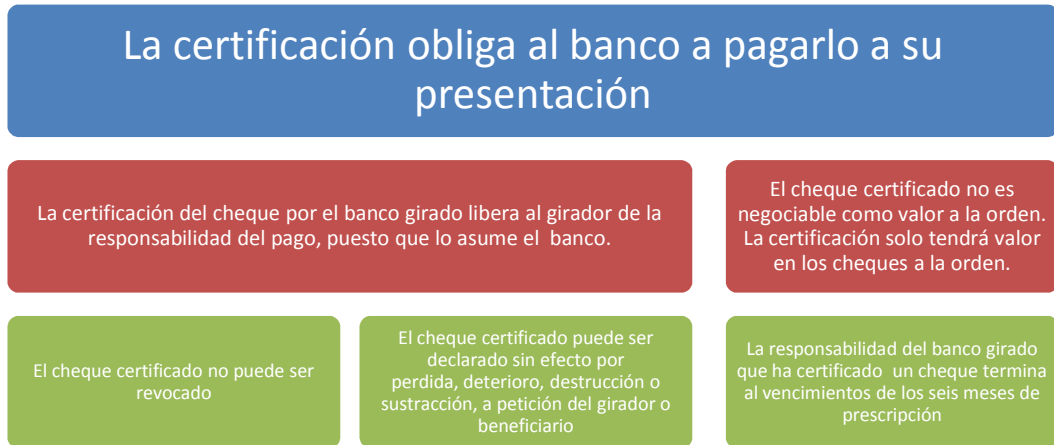 La certificación obliga al banco a pagarlo a su
presentación
La certificación del cheque por el banco girado libera al girador de la
responsabilidad del pago, puesto que lo asume el  banco.
El cheque certificado no es
negociable como valor a la orden.
La certificación solo tendrá valor
en los cheques a la orden.
El cheque certificado no puede ser
revocado
El cheque certificado puede ser
declarado sin efecto por
perdida, deterioro, destrucción o
sustracción, a petición del girador o
beneficiario
La responsabilidad del banco girado
que ha certificado  un cheque termina
al vencimientos de los seis meses de
prescripción